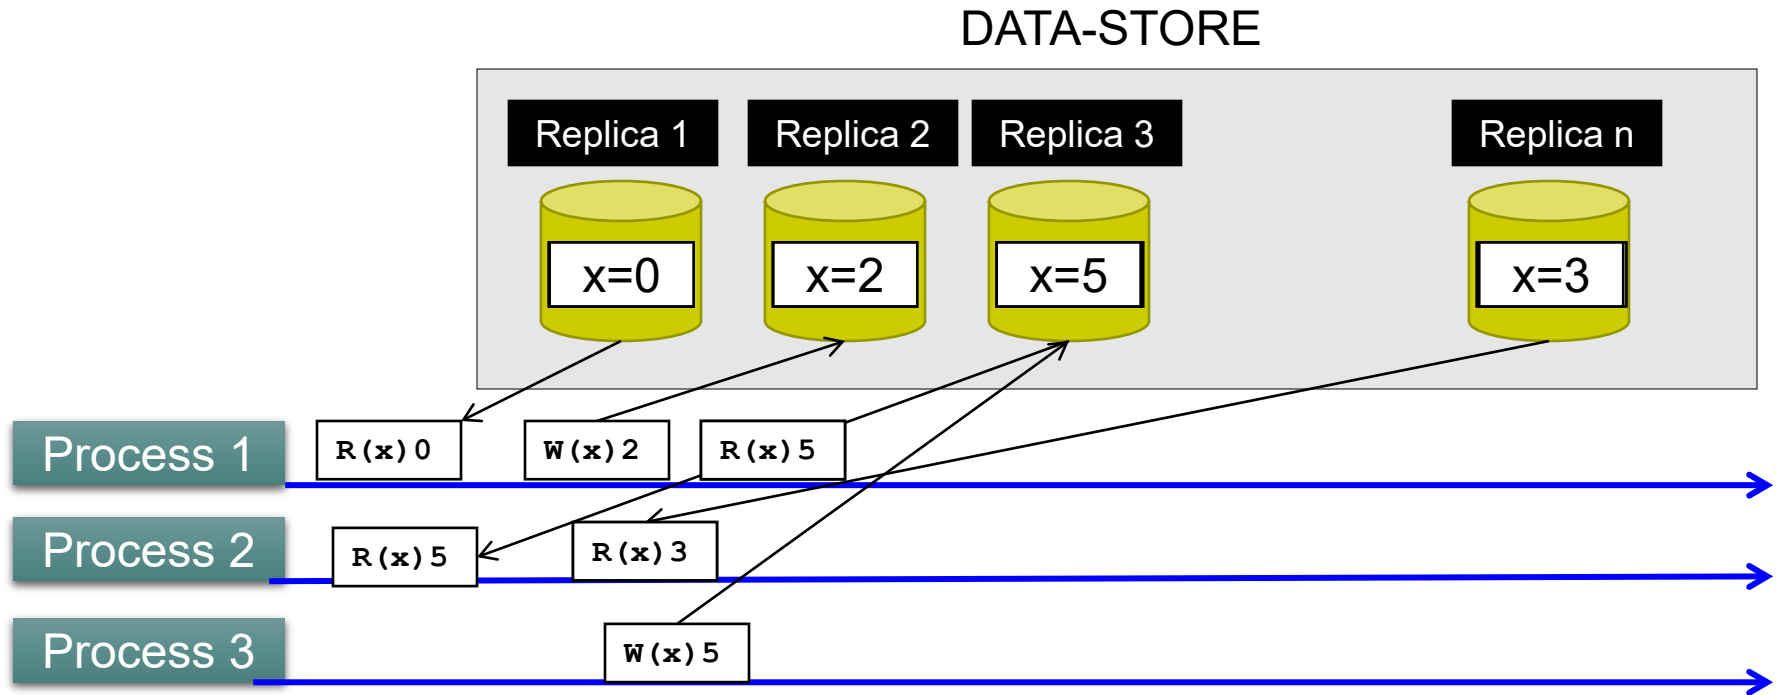 DATA-STORE
Replica 1
Replica 2
Replica 3
Replica n
x=0
x=2
x=5
x=3
Process 1
R(x)0
W(x)2
R(x)5
Process 2
R(x)5
R(x)3
Process 3
W(x)5